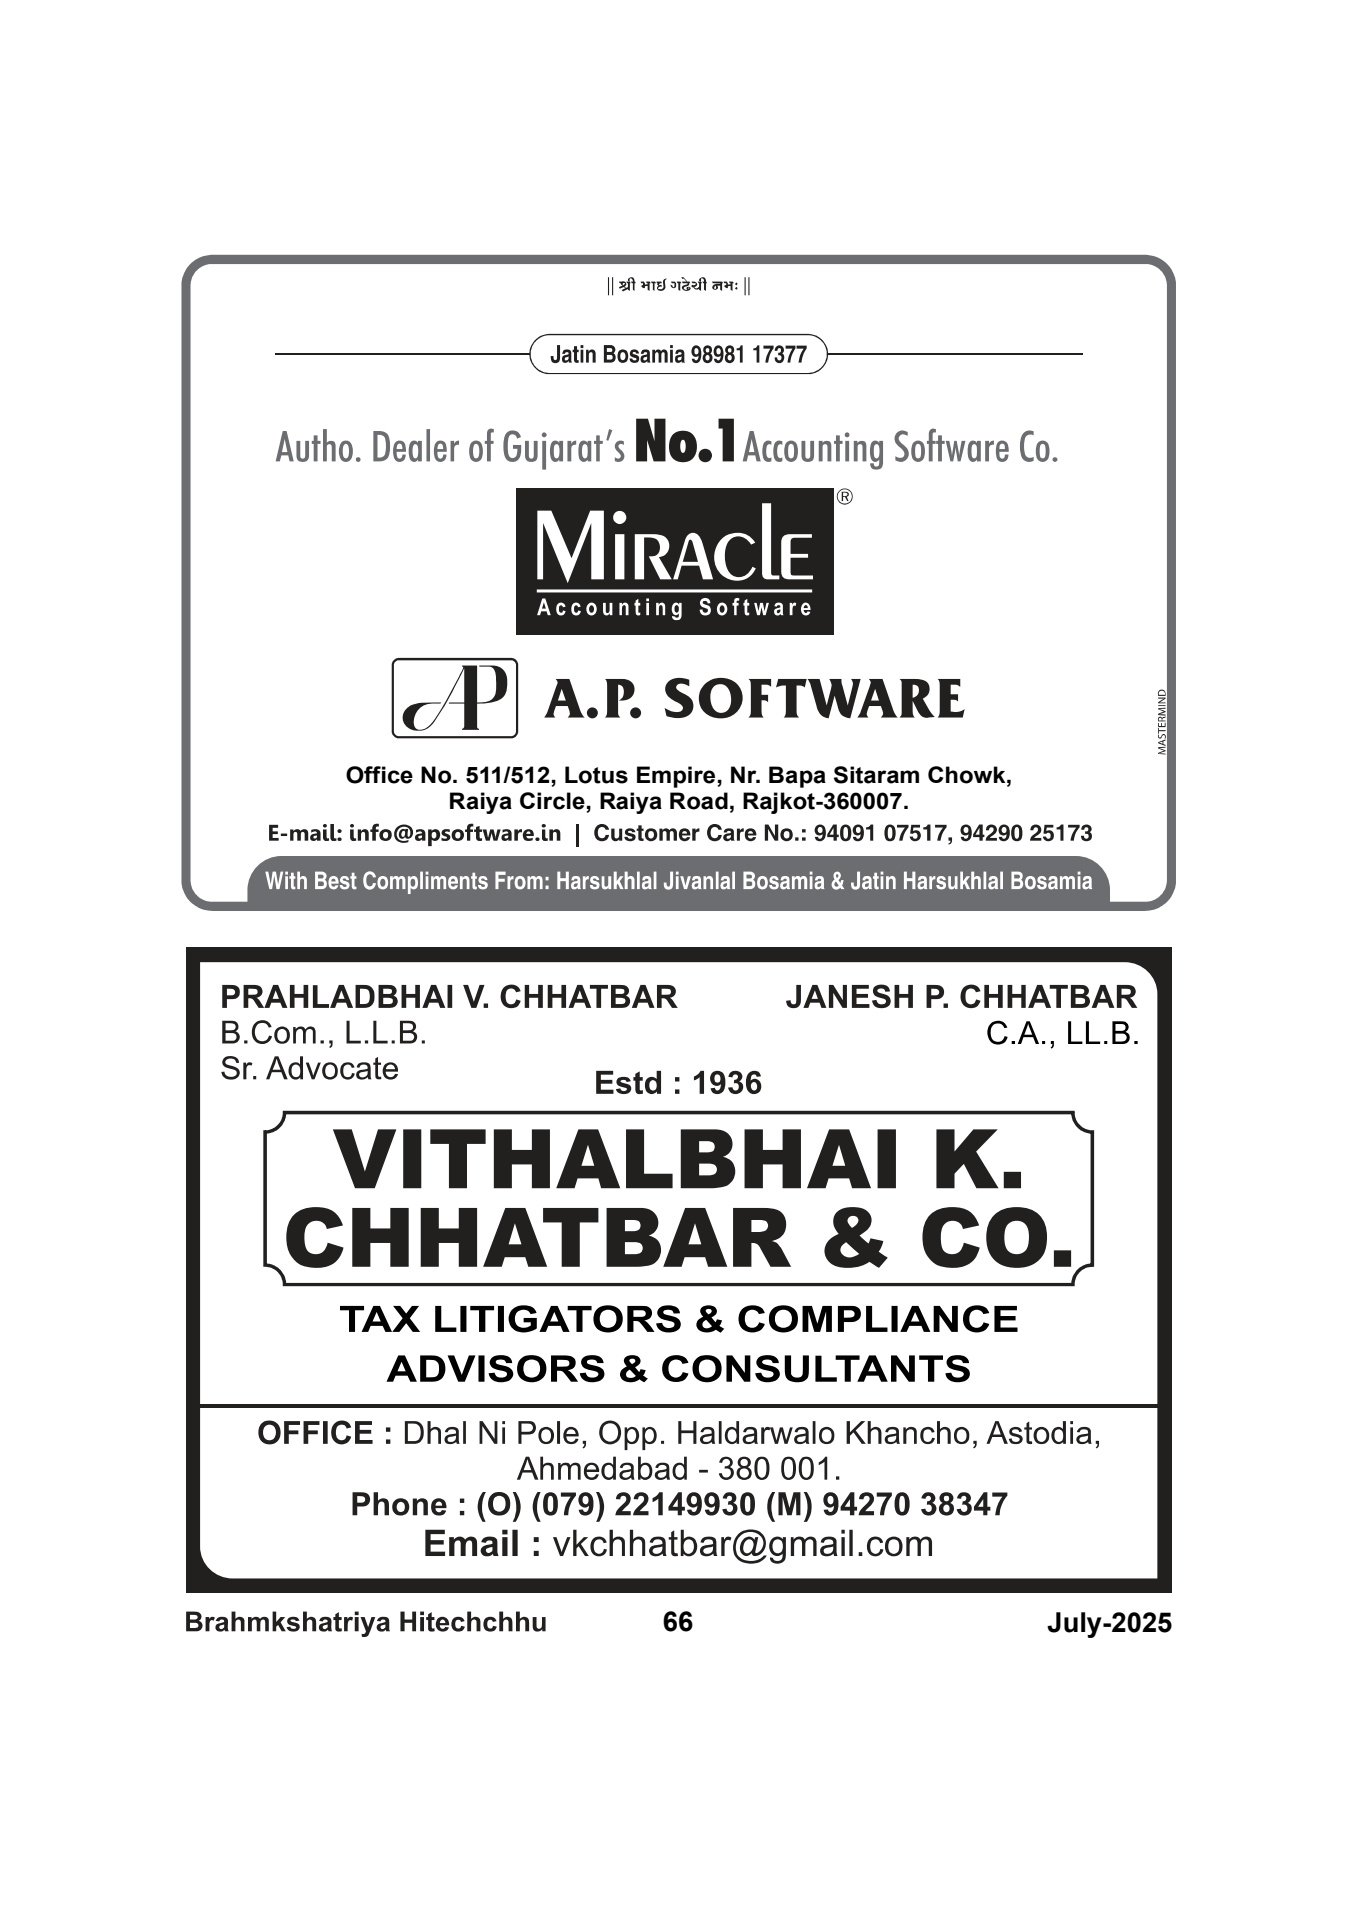 || શ્રી ભાઇ ગઢેચી નમઃ ||
Jatin Bosamia 98981 17377
Autho. Dealer of Gujarat's No.1 Accounting Software Co.
MiRAclE ®
Accounting Software
AP A.P. SOFTWARE
MASTERMIND
Office No. 511/512, Lotus Empire, Nr. Bapa Sitaram Chowk,
Raiya Circle, Raiya Road, Rajkot-360007.
E-mail: info@apsoftware.in | Customer Care No.: 94091 07517, 94290 25173
With Best Compliments From: Harsukhlal Jivanlal Bosamia & Jatin Harsukhlal Bosamia
PRAHLADBHAI V. CHHATBAR JANESH P. CHHATBAR
B.Com., L.L.B. C.A., LL.B.
Sr. Advocate
Estd : 1936
VITHALBHAI K.
CHHATBAR & CO.
TAX LITIGATORS & COMPLIANCE
ADVISORS & CONSULTANTS
OFFICE : Dhal Ni Pole, Opp. Haldarwalo Khancho, Astodia,
Ahmedabad - 380 001.
Phone : (O) (079) 22149930 (M) 94270 38347
Email : vkchhatbar@gmail.com
Brahmkshatriya Hitechchhu 66 July-2025